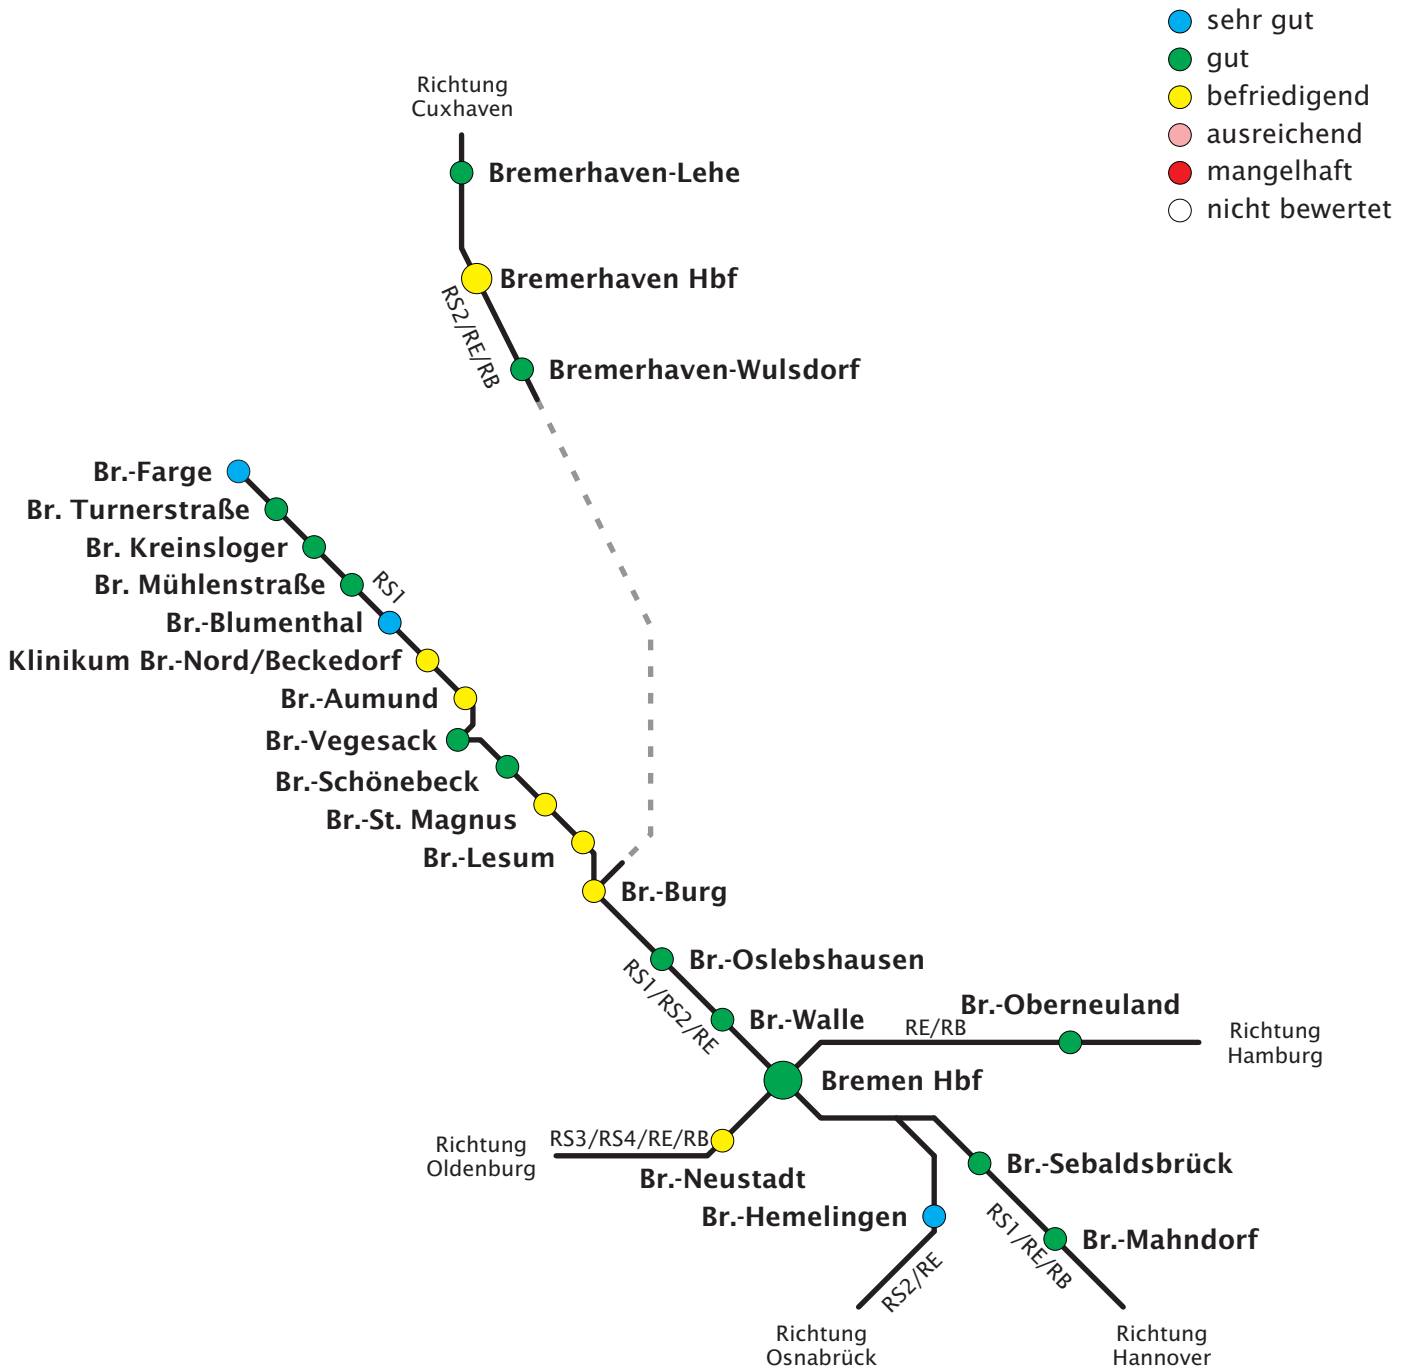 sehr gut
gut
befriedigend
ausreichend
mangelhaft
nicht bewertet
Richtung
Cuxhaven
Bremerhaven-Lehe
Bremerhaven Hbf
RS2/RE/RB
Bremerhaven-Wulsdorf
Br.-Farge
Br. Turnerstraße
Br. Kreinsloger
Br. Mühlenstraße
RS1
Br.-Blumenthal
Klinikum Br.-Nord/Beckedorf
Br.-Aumund
Br.-Vegesack
Br.-Schönebeck
Br.-St. Magnus
Br.-Lesum
Br.-Burg
Br.-Oslebshausen
RS1/RS2/RE
Br.-Walle
Br.-Oberneuland
RE/RB
Richtung
Hamburg
Bremen Hbf
Richtung
Oldenburg
RS3/RS4/RE/RB
Br.-Neustadt
Br.-Sebaldsbrück
Br.-Hemelingen
RS1/RE/RB
Br.-Mahndorf
RS2/RE
Richtung
Osnabrück
Richtung
Hannover